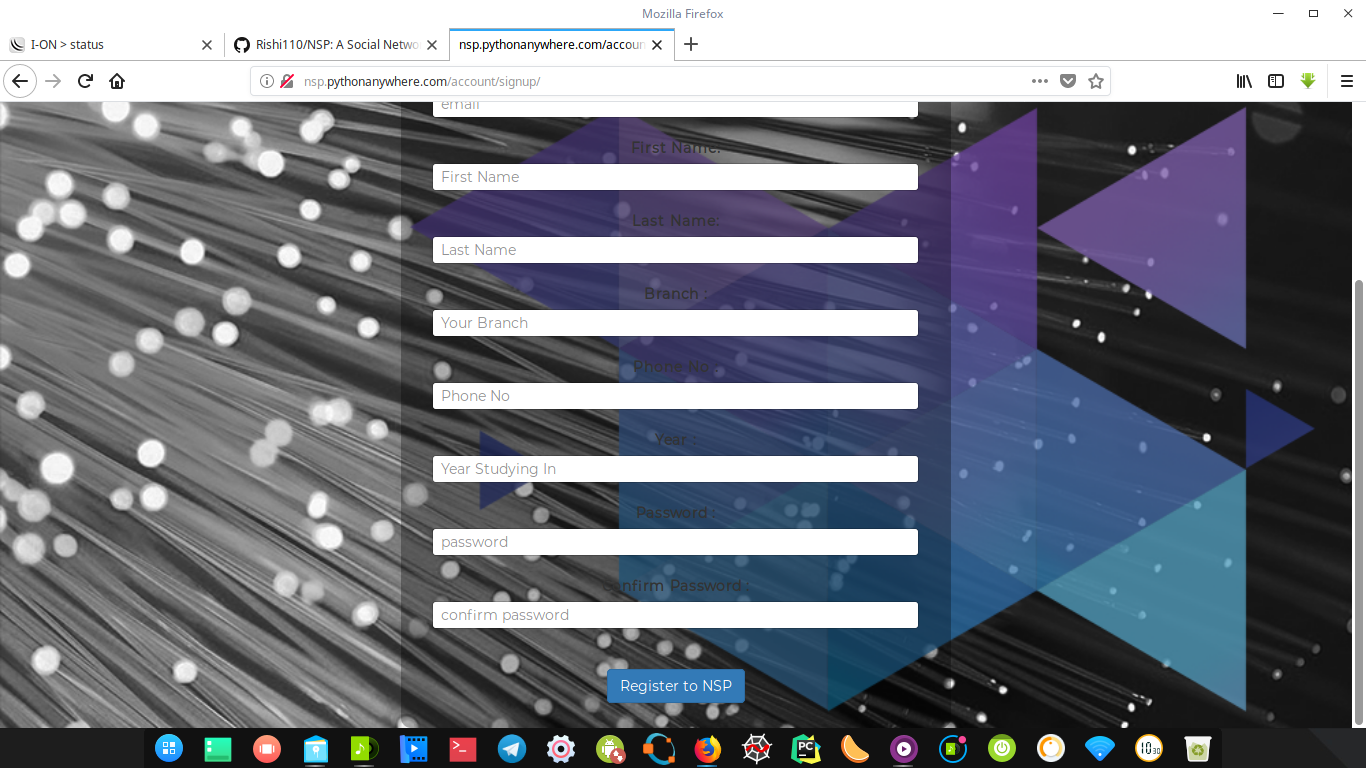 Mozilla Firefox
I-ON > status
Rishi110/NSP: A Social Netwo
nsp.pythonanywhere.com/accoun
nsp.pythonanywhere.com/account/signup/
email
First Name:
First Name
Last Name:
Last Name
Branch :
Your Branch
Phone No :
Phone No
Year :
Year Studying In
Password :
password
Confirm Password :
confirm password
Register to NSP
>_
PC
10 30